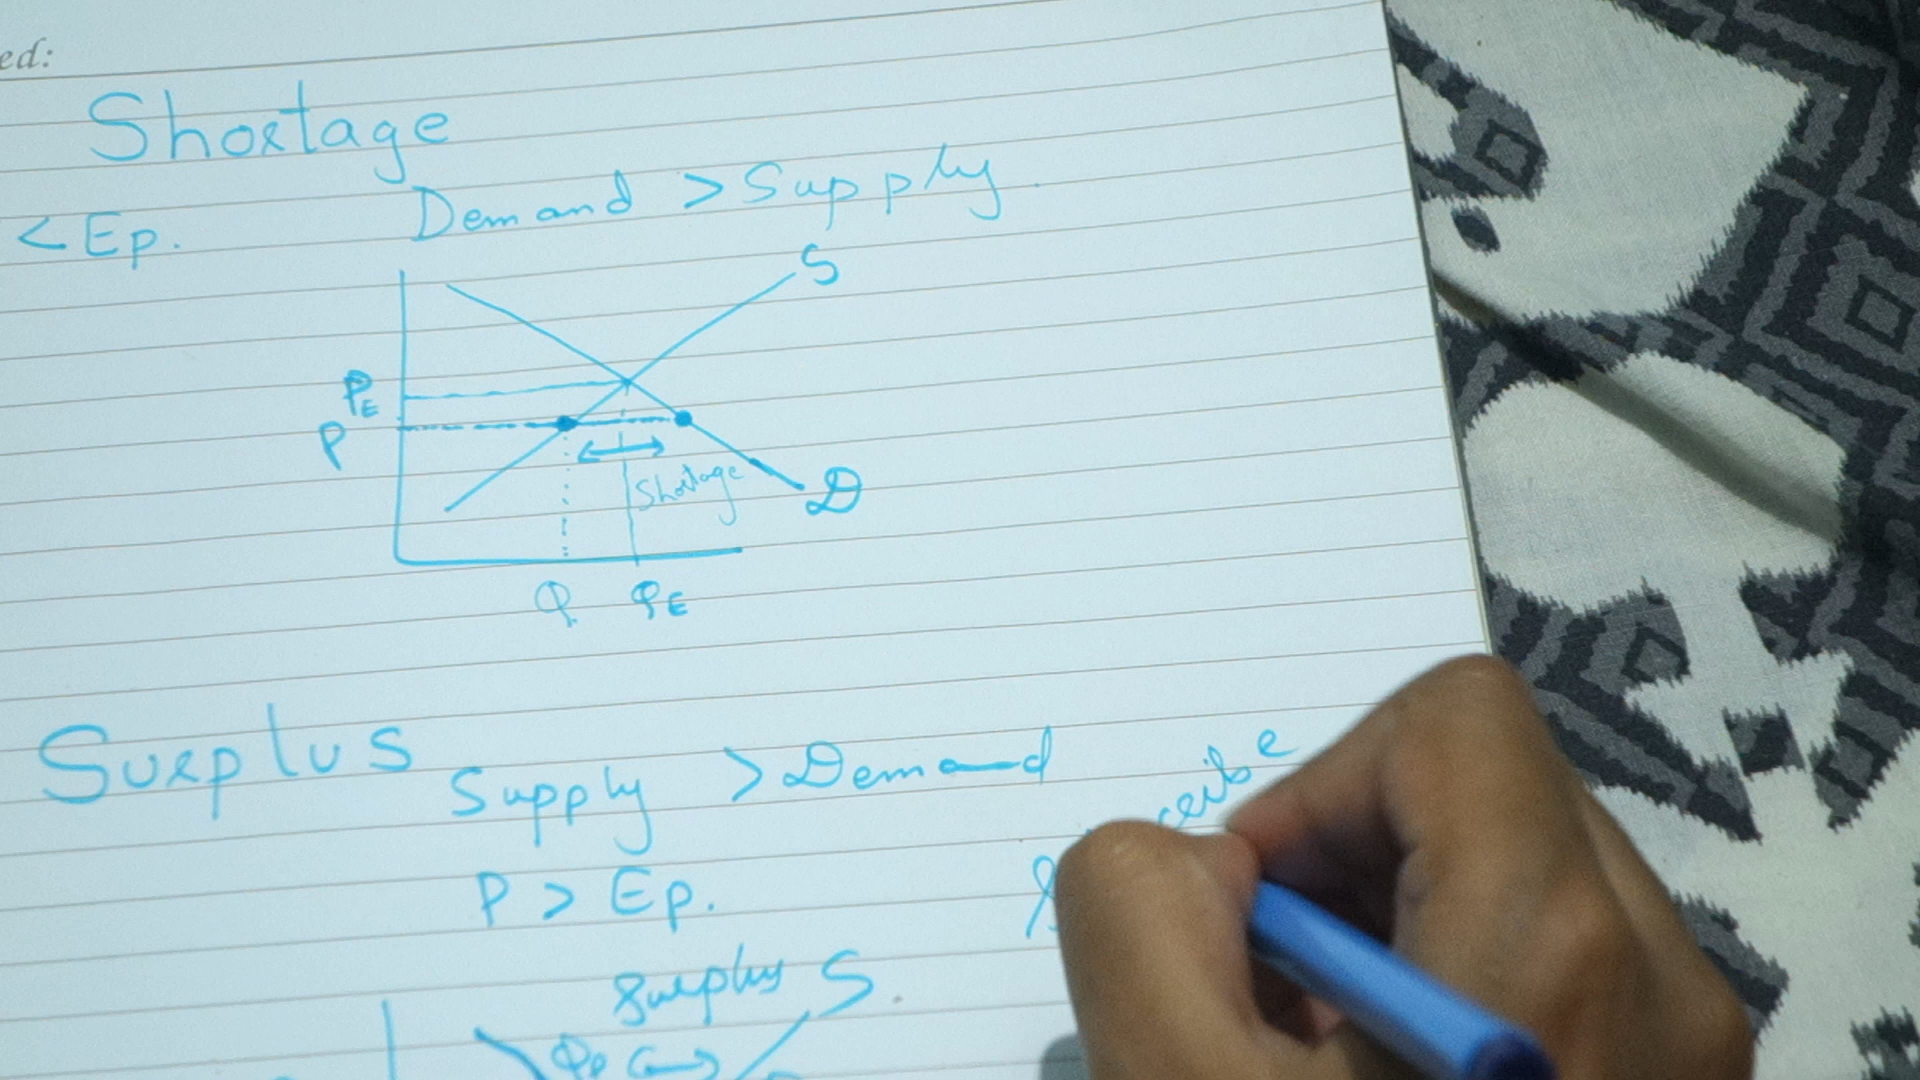 ed:
Shortage
< Ep.
Demand > Supply
S
PE
P
Shortage
D
Q
QE
Surplus
Supply > Demand
P > Ep.
Surplus
S